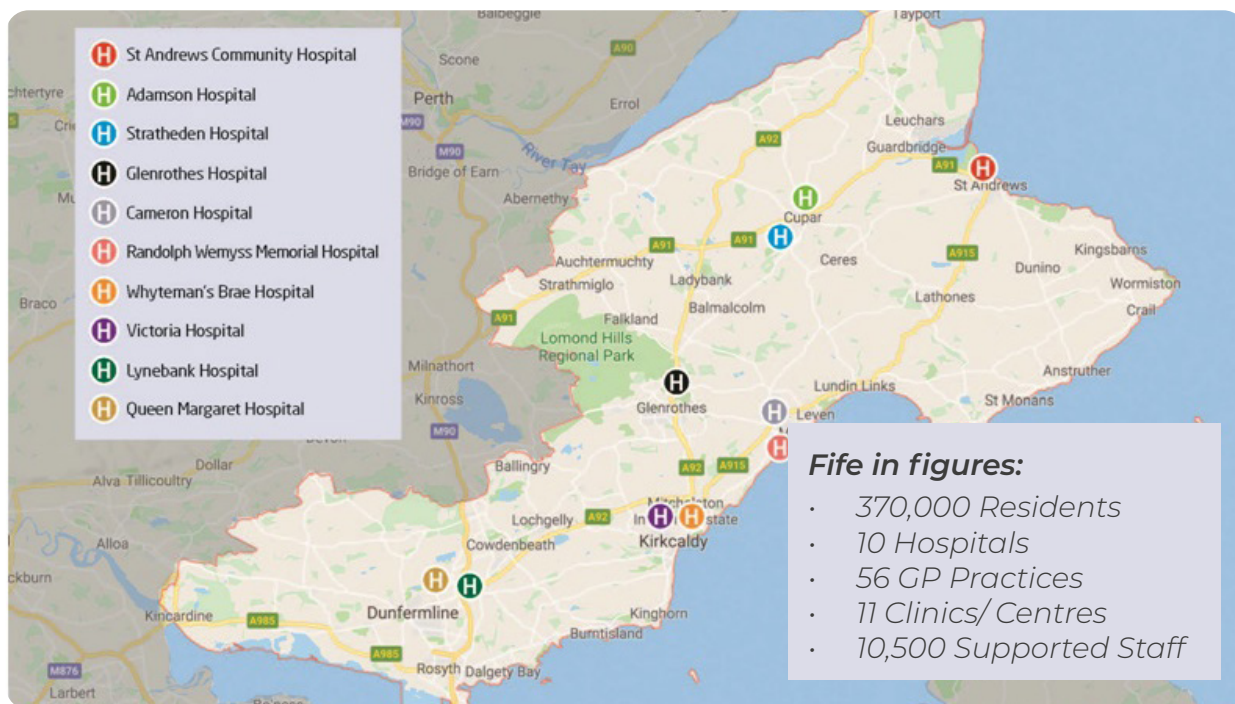 St Andrews Community Hospital
Adamson Hospital
Stratheden Hospital
Glenrothes Hospital
Cameron Hospital
Randolph Wemyss Memorial Hospital
Whyteman's Brae Hospital
Victoria Hospital
Lynebank Hospital
Queen Margaret Hospital
Balbeggie
Tayport
Scone
A90
Perth
Errol
M90
A92
Leuchars
Guardbridge
River Tay
M90
Bridge of Earn
A91
St Andrews
Abernethy
Cupar
A91
A91
A915
Kingsbarns
Auchtermuchty
Ceres
Dunino
Strathmiglo
Ladybank
Wormiston
Braco
Balmalcolm
Lathones
Crail
A91
Falkland
Lomond Hills
Regional Park
Milnathort
Anstruther
Kinross
Lundin Links
St Monans
Glenrothes
Leven
M90
Dollar
Ballingry
A92
A915
Alva
Tillicoultry
Lochgelly
A92
Alloa
Cowdenbeath
Kirkcaldy
Kincardine
Dunfermline
A985
Kinghorn
Burntisland
A985
M876
Rosyth
Dalgety Bay
Larbert
Fife in figures:
• 370,000 Residents
• 10 Hospitals
• 56 GP Practices
• 11 Clinics/ Centres
• 10,500 Supported Staff